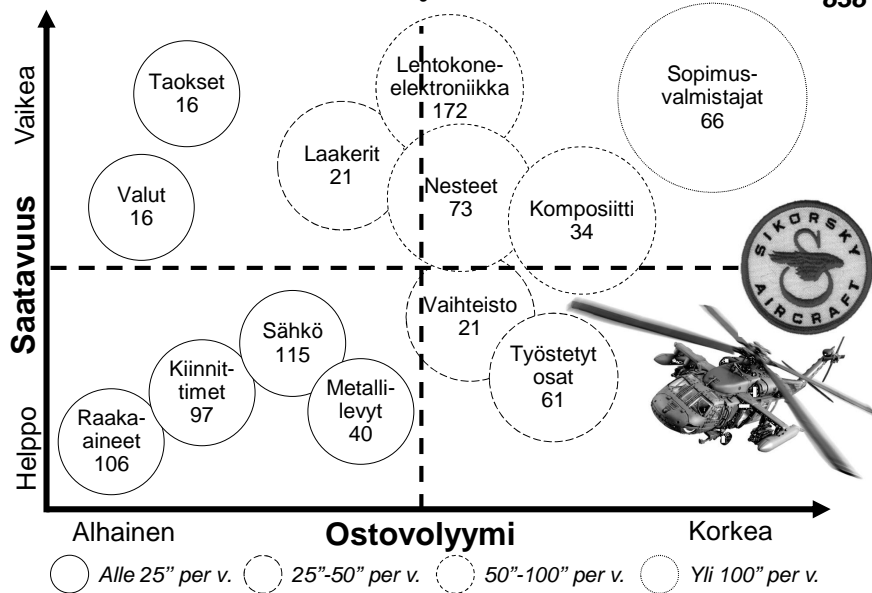 838
Vaikea
Saatavuus
Helppo
Taokset
16
Lentokone-
elektroniikka
172
Sopimus-
valmistajat
66
Laakerit
21
Valut
16
Nesteet
73
Komposiitti
34
SIKORSKY
AIRCRAFT
Vaihteisto
21
Sähkö
115
Työstetyt
osat
61
Kiinnit-
timet
97
Metalli-
levyt
40
Raaka-
aineet
106
Alhainen
Ostovolyymi
Korkea
Alle 25” per v.
25”-50” per v.
50”-100” per v.
Yli 100” per v.